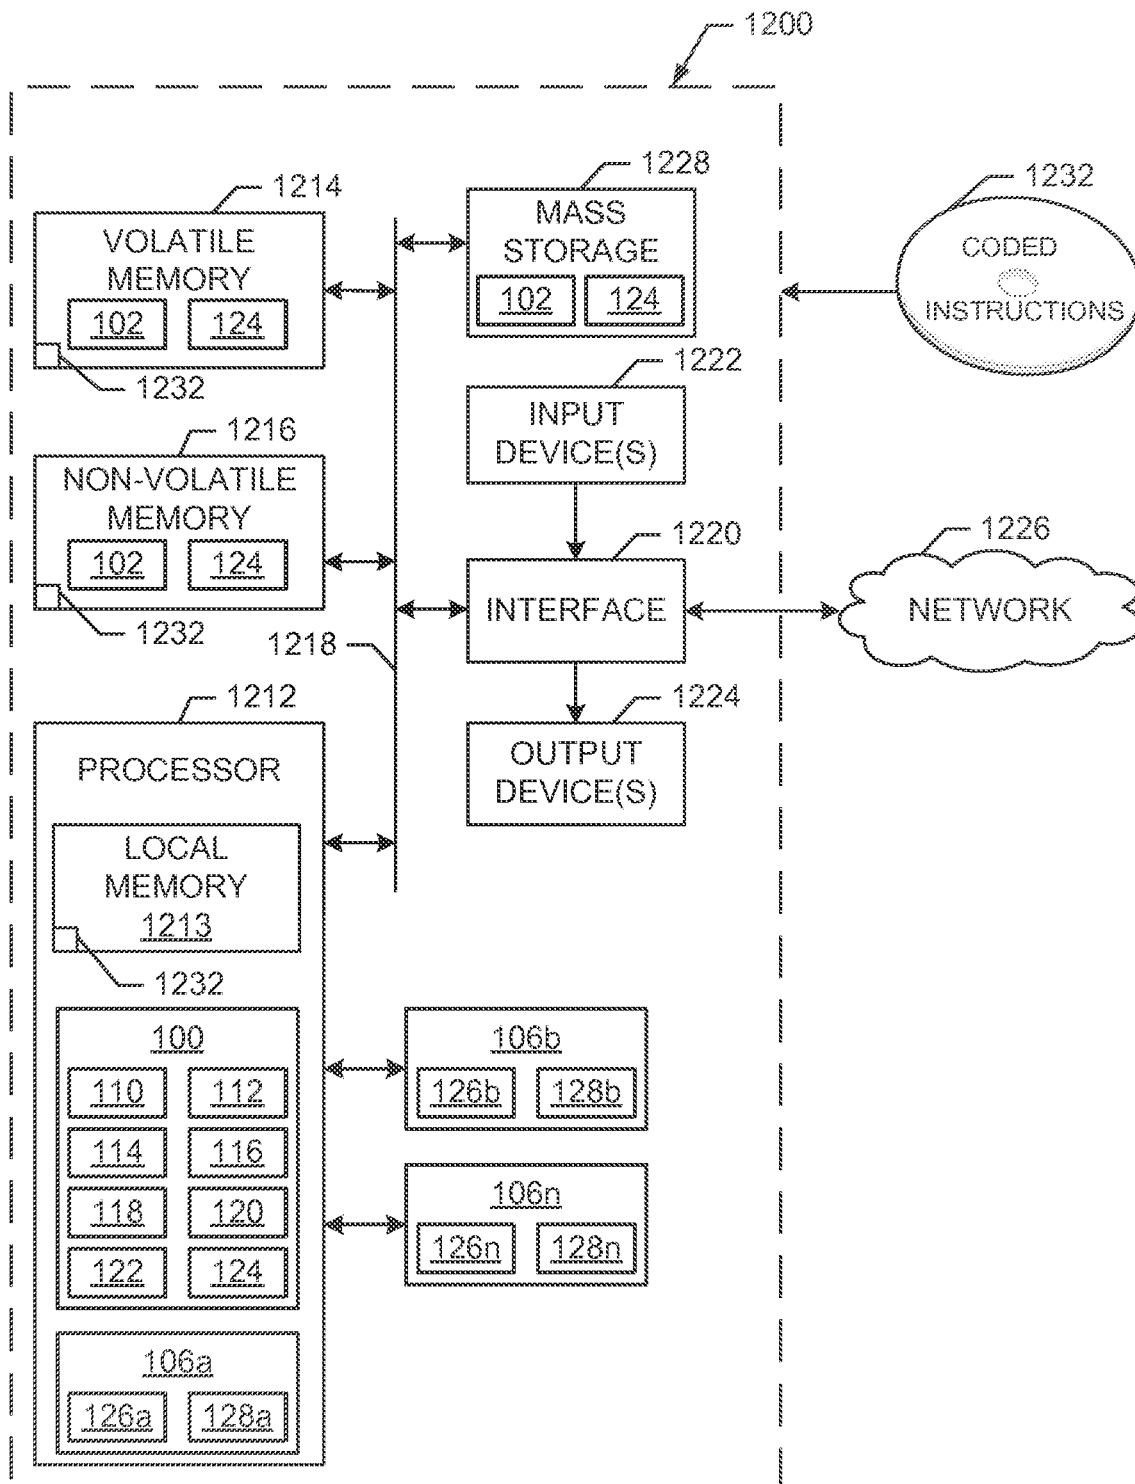 1200
1214
VOLATILE
MEMORY
102 124
1232
1228
MASS
STORAGE
102 124
1232
CODED
INSTRUCTIONS
1222
INPUT
DEVICE(S)
1216
NON-VOLATILE
MEMORY
102 124
1232
1220
INTERFACE
1226
NETWORK
1218
1224
OUTPUT
DEVICE(S)
1212
PROCESSOR
LOCAL
MEMORY
1213
1232
100
110 112
114 116
118 120
122 124
106b
126b 128b
106n
126n 128n
106a
126a 128a